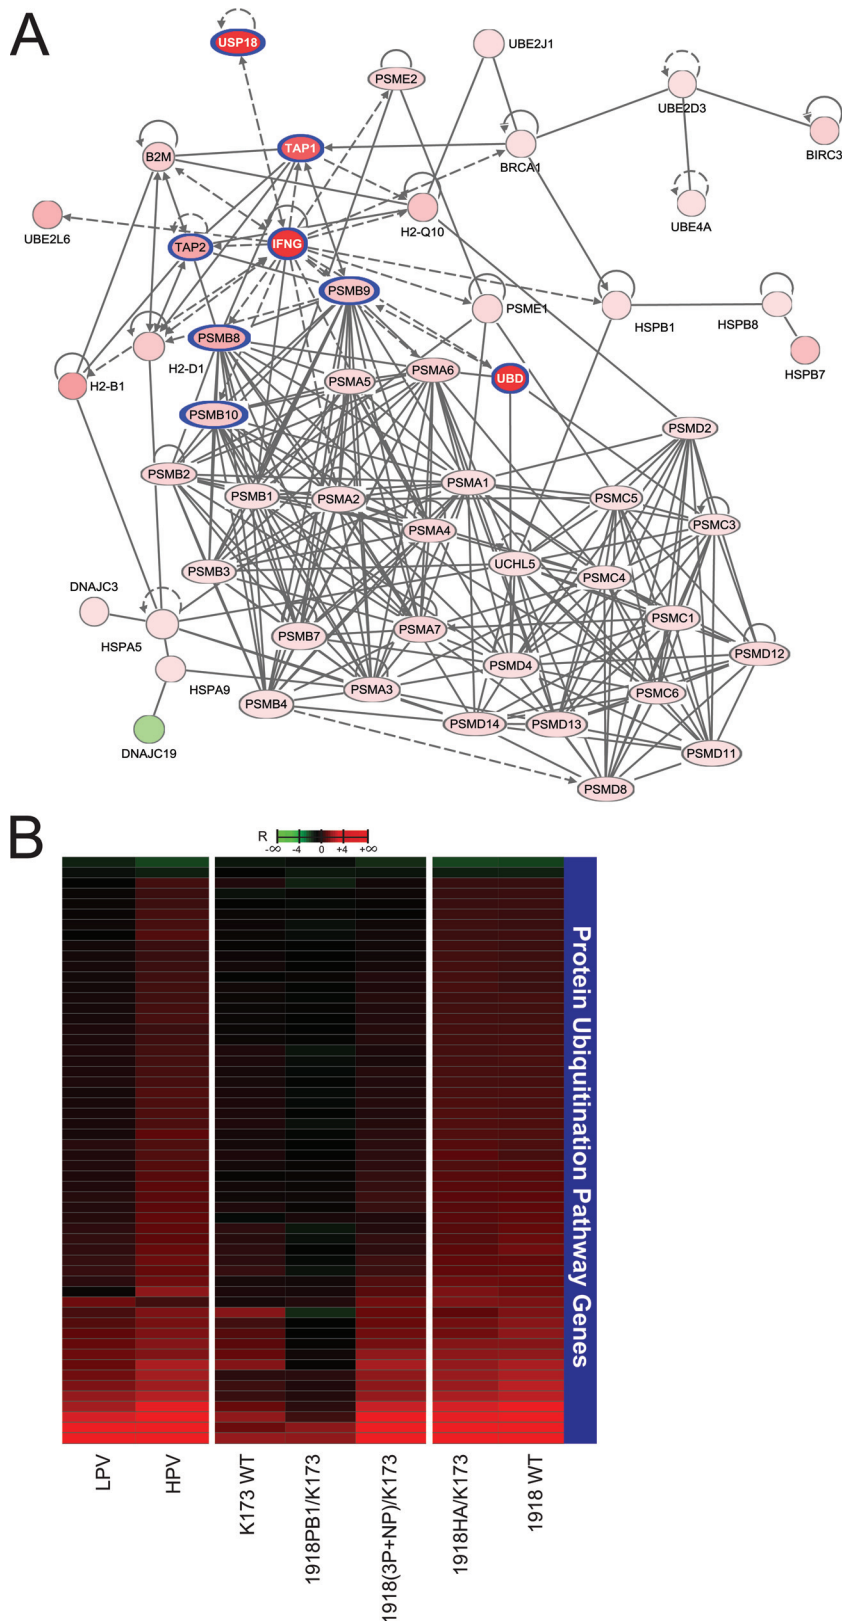 A
USP18
UBE2J1
PSME2
UBE2D3
B2M
TAP1
BRCA1
BIRC3
UBE2L6
TAP2
IFNG
H2-Q10
UBE4A
PSMB9
PSME1
HSPB1
HSPB8
H2-B1
H2-D1
PSMB8
PSMA5
PSMA6
UBD
HSPB7
PSMB10
PSMD2
PSMB2
PSMB1
PSMA2
PSMA1
PSMC5
PSMC3
PSMA4
PSMB3
UCHL5
PSMC4
DNAJC3
HSPA5
PSMB7
PSMA7
PSMC1
PSMD12
HSPA9
PSMD4
PSMB4
PSMA3
PSMC6
DNAJC19
PSMD14
PSMD13
PSMD11
PSMD8
B
R
-∞ -4 0 +4 +∞
Protein Ubiquitination Pathway Genes
LPV
HPV
K173 WT
1918PB1/K173
1918(3P+NP)/K173
1918HA/K173
1918 WT